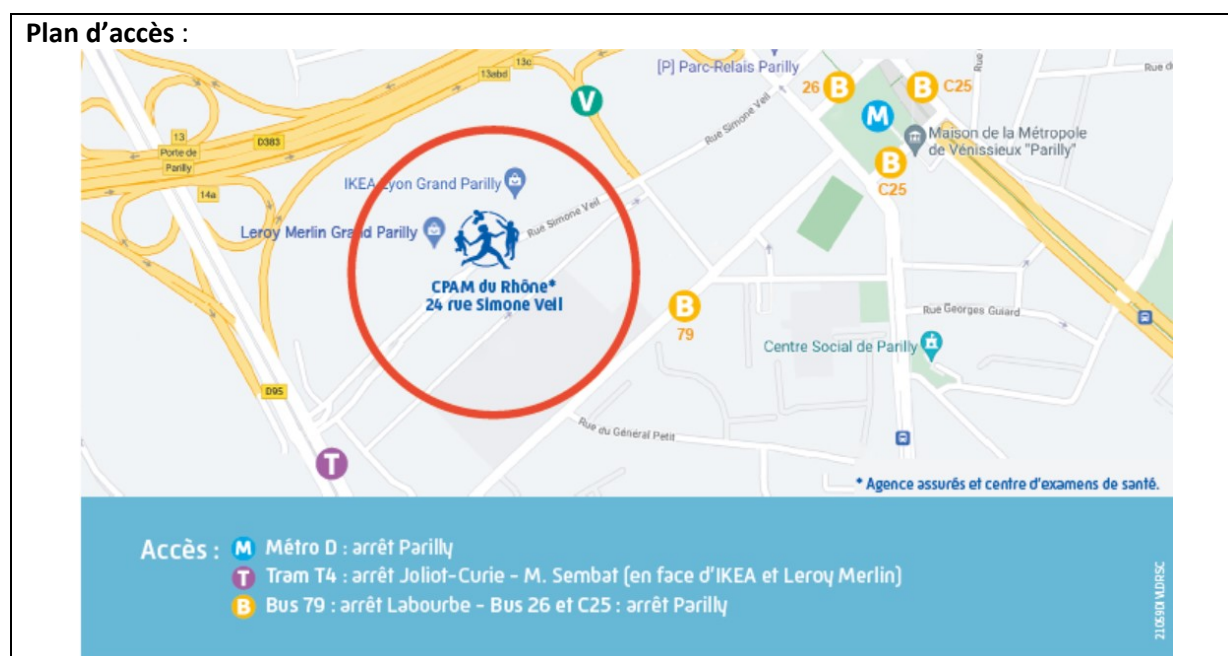 Plan d’accès :
13c
13abd
[P] Parc-Relais Parilly
26 B
B C25
Rue
Rue d
V
M
Rue Simone Veil
Maison de la Métropole
de Vénissieux "Parilly"
13
Porte de
Parilly
D383
B
C25
14a
IKEA Lyon Grand Parilly
Rue Simone Veil
Leroy Merlin Grand Parilly
CPAM du Rhône*
24 rue Simone Veil
B
79
Rue Georges Guiard
Centre Social de Parilly
D95
Rue du Général Petit
T
* Agence assurés et centre d’examens de santé.
Accès : M Métro D : arrêt Parilly
T Tram T4 : arrêt Joliot-Curie - M. Sembat (en face d’IKEA et Leroy Merlin)
B Bus 79 : arrêt Labourbe - Bus 26 et C25 : arrêt Parilly